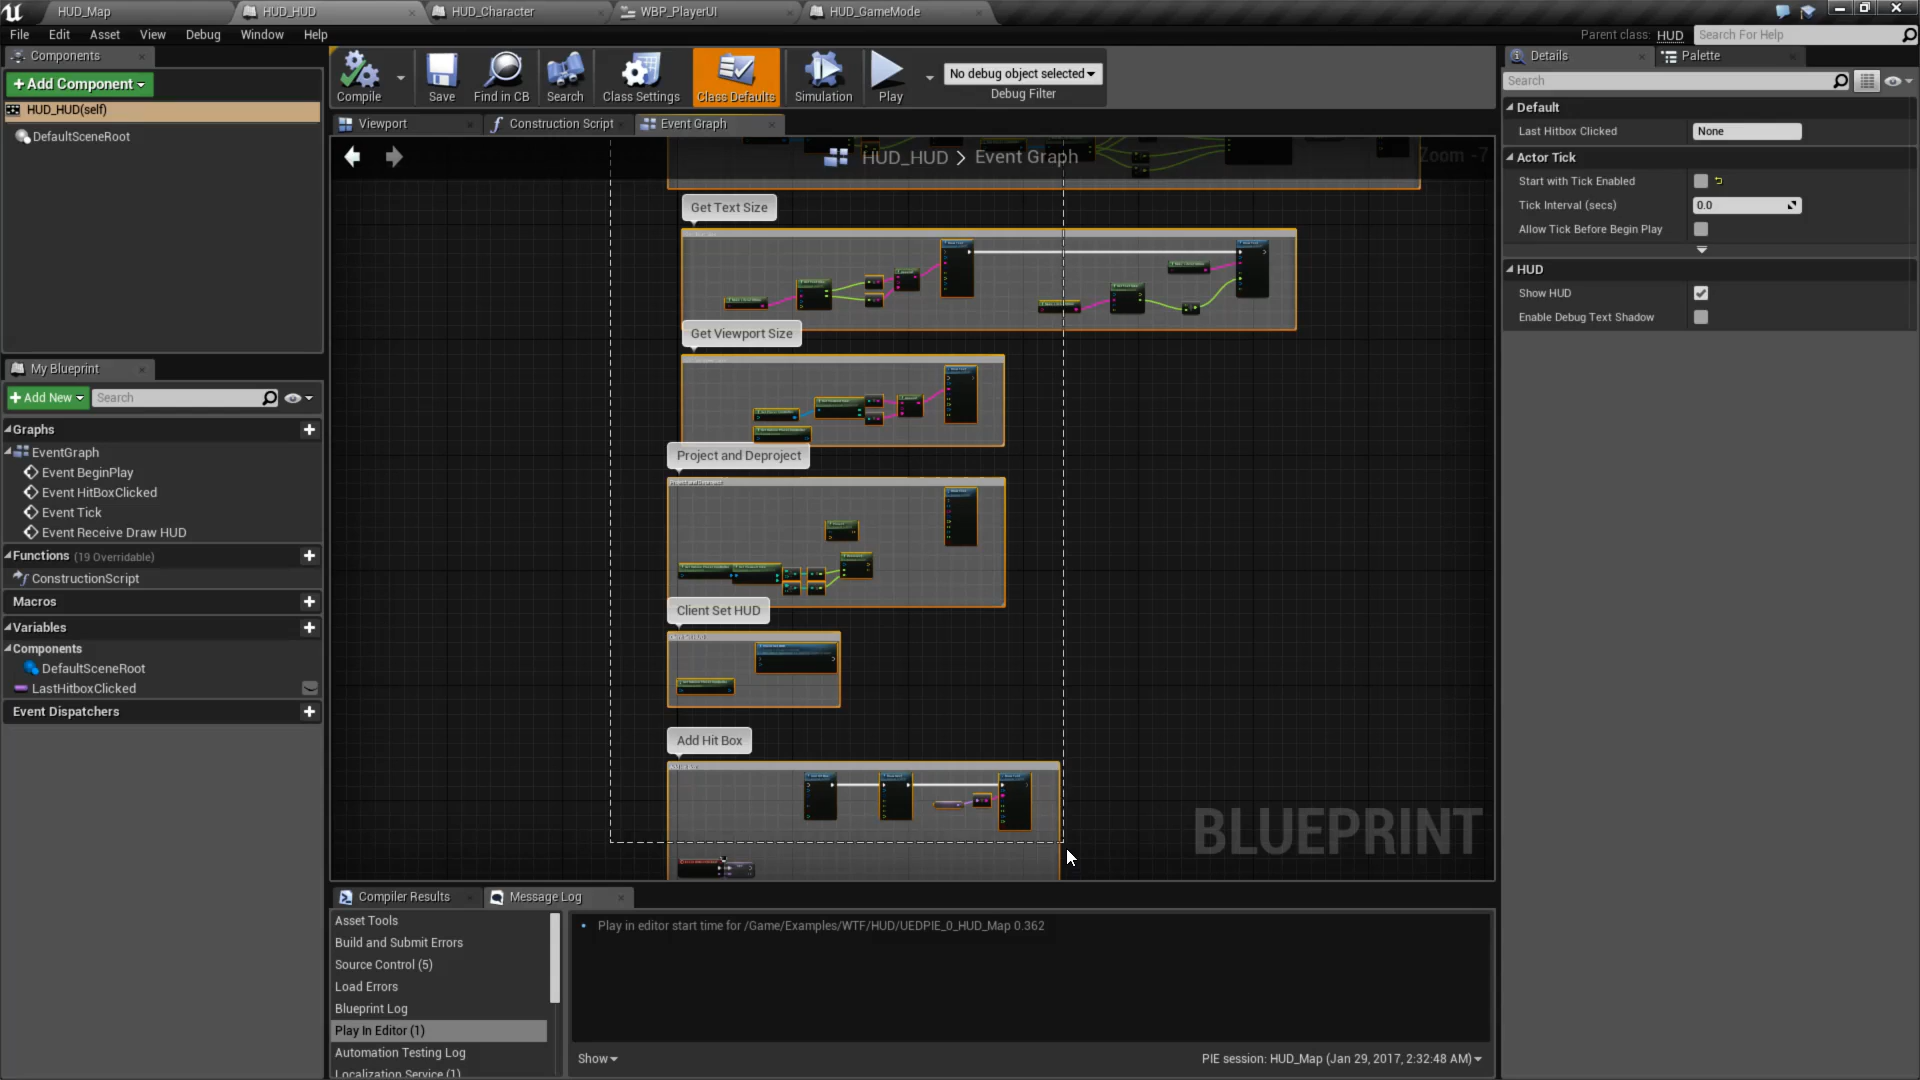 HUD_Map
HUD_HUD
HUD_Character
WBP_PlayerUI
HUD_GameMode
File Edit Asset View Debug Window Help
Parent class: HUD
Search For Help
Components
+Add Component
HUD_HUD(self)
DefaultSceneRoot
Compile
Save
Find in CB
Search
Class Settings
Class Defaults
Simulation
Play
No debug object selected
Debug Filter
Viewport
Construction Script
Event Graph
HUD_HUD > Event Graph
Zoom -7
Get Text Size
Get Viewport Size
Project and Deproject
Project and Deproject
Client Set HUD
Add Hit Box
BLUEPRINT
My Blueprint
+Add New
Search
Graphs
EventGraph
Event BeginPlay
Event HitBoxClicked
Event Tick
Event Receive Draw HUD
Functions (19 Overridable)
ConstructionScript
Macros
Variables
Components
DefaultSceneRoot
LastHitboxClicked
Event Dispatchers
Compiler Results
Message Log
Asset Tools
Build and Submit Errors
Source Control (5)
Load Errors
Blueprint Log
Play In Editor (1)
Automation Testing Log
Localization Service (1)
Play in editor start time for /Game/Examples/WTF/HUD/UEDPIE_0_HUD_Map 0.362
Show
PIE session: HUD_Map (Jan 29, 2017, 2:32:48 AM)
Details
Palette
Search
Default
Last Hitbox Clicked
None
Actor Tick
Start with Tick Enabled
Tick Interval (secs)
0.0
Allow Tick Before Begin Play
HUD
Show HUD
Enable Debug Text Shadow